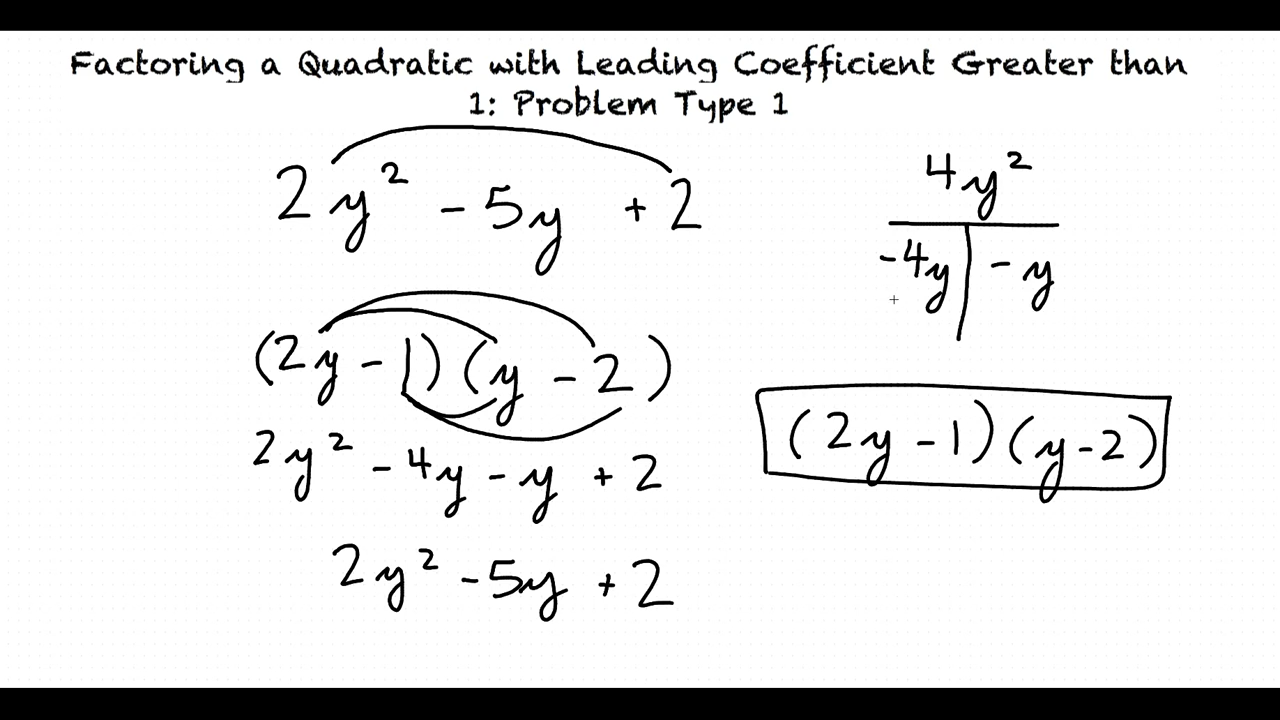 Factoring a Quadratic with Leading Coefficient Greater than
1: Problem Type 1
2y² - 5y + 2
4y²
-4y | - y
(2y - 1)(y - 2)
2y² - 4y - y + 2
2y² - 5y + 2
(2y - 1)(y - 2)